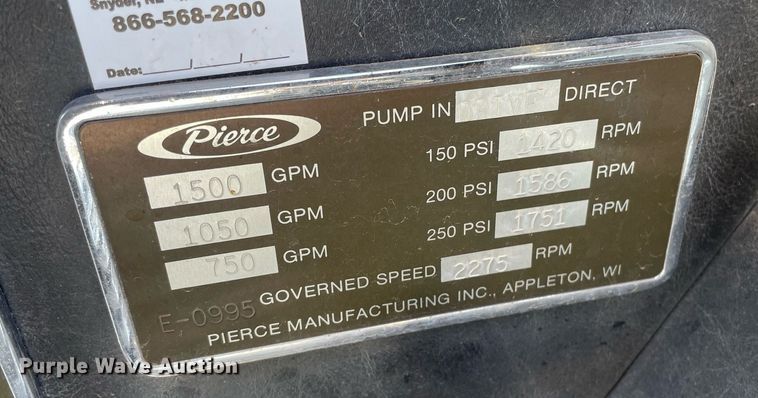 Snyder, NE
866-568-2200
Date:
Pierce
PUMP IN DRIVE DIRECT
1500 GPM 150 PSI 1420 RPM
1050 GPM 200 PSI 1586 RPM
750 GPM 250 PSI 1751 RPM
E-0995 GOVERNED SPEED 2275 RPM
PIERCE MANUFACTURING INC., APPLETON, WI
Purple Wave Auction